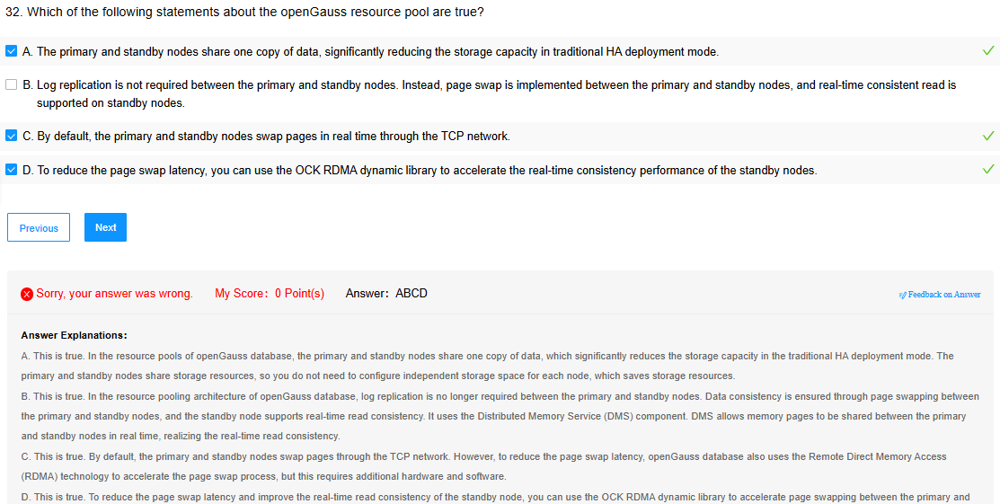 32. Which of the following statements about the openGauss resource pool are true?
A. The primary and standby nodes share one copy of data, significantly reducing the storage capacity in traditional HA deployment mode.
B. Log replication is not required between the primary and standby nodes. Instead, page swap is implemented between the primary and standby nodes, and real-time consistent read is
supported on standby nodes.
C. By default, the primary and standby nodes swap pages in real time through the TCP network.
D. To reduce the page swap latency, you can use the OCK RDMA dynamic library to accelerate the real-time consistency performance of the standby nodes.
Previous Next
Sorry, your answer was wrong. My Score: 0 Point(s) Answer: ABCD Feedback on Answer
Answer Explanations:
A. This is true. In the resource pools of openGauss database, the primary and standby nodes share one copy of data, which significantly reduces the storage capacity in the traditional HA deployment mode. The
primary and standby nodes share storage resources, so you do not need to configure independent storage space for each node, which saves storage resources.
B. This is true. In the resource pooling architecture of openGauss database, log replication is no longer required between the primary and standby nodes. Data consistency is ensured through page swapping between
the primary and standby nodes, and the standby node supports real-time read consistency. It uses the Distributed Memory Service (DMS) component. DMS allows memory pages to be shared between the primary
and standby nodes in real time, realizing the real-time read consistency.
C. This is true. By default, the primary and standby nodes swap pages through the TCP network. However, to reduce the page swap latency, openGauss database also uses the Remote Direct Memory Access
(RDMA) technology to accelerate the page swap process, but this requires additional hardware and software.
D. This is true. To reduce the page swap latency and improve the real-time read consistency of the standby node, you can use the OCK RDMA dynamic library to accelerate page swapping between the primary and